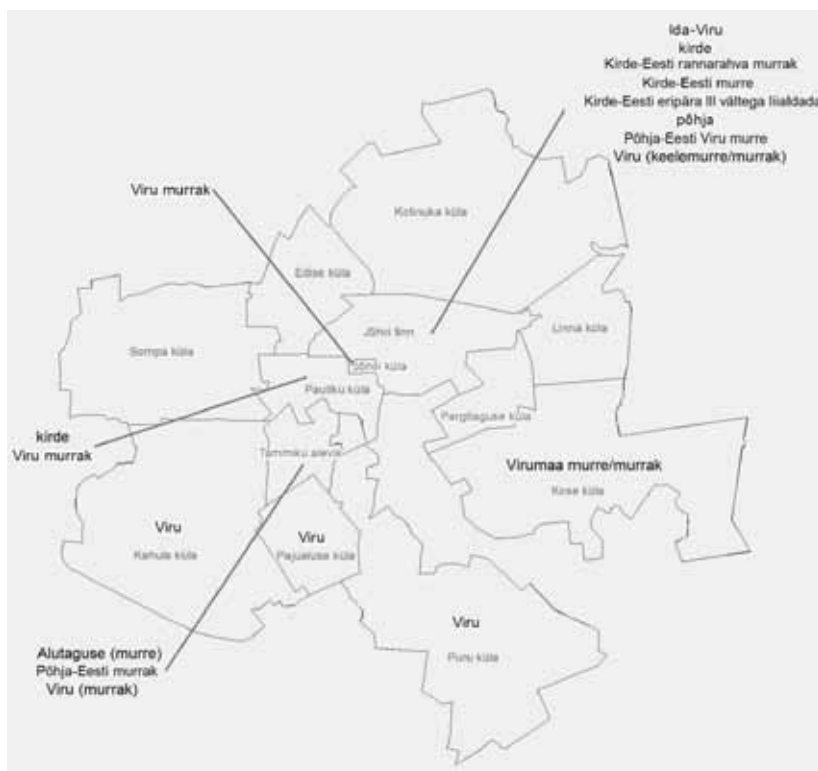 Ida-Viru
kirde
Kirde-Eesti rannarahva murrak
Kirde-Eesti murre
Kirde-Eesti eripära III vältega liialdada
põhja
Põhja-Eesti Viru murre
Viru (keelemurre/murrak)
Viru murrak
Kotinuka küla
Edise küla
Jõhvi linn
Linna küla
Sompa küla
Jõhvi küla
Pauliku küla
Pargitaguse küla
kirde
Viru murrak
Tammiku alevik
Virumaa murre/murrak
Kose küla
Viru
Kahula küla
Viru
Pajualuse küla
Viru
Puru küla
Alutaguse (murre)
Põhja-Eesti murrak
Viru (murrak)